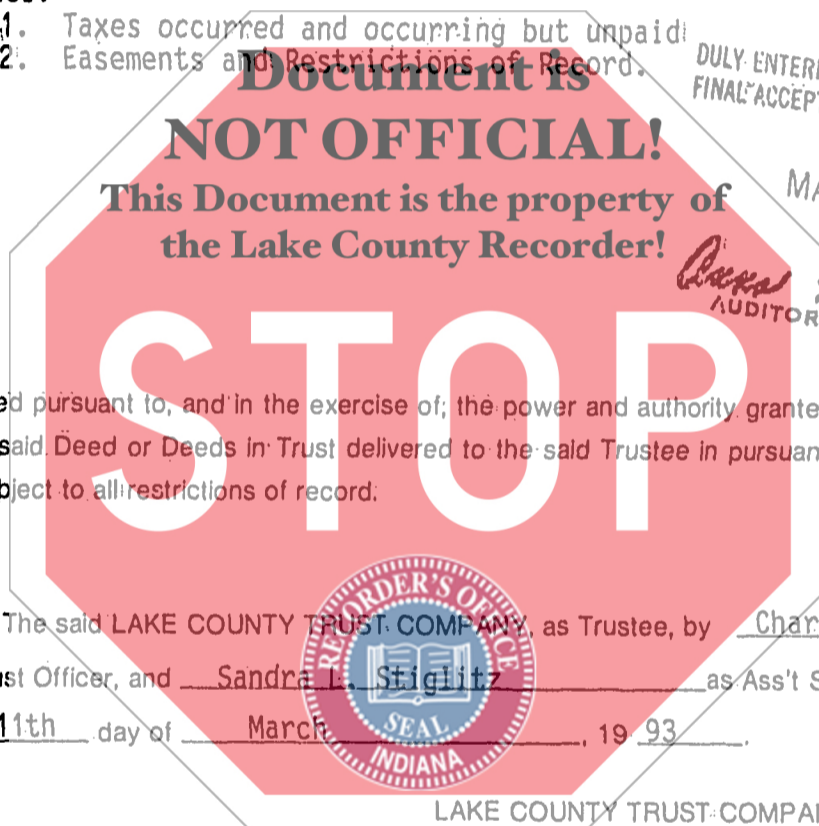 1. Taxes occurred and occurring but unpaid
2. Easements and Restrictions of Record.
DULY ENTER
FINAL ACCEPT
Document is
NOT OFFICIAL!
This Document is the property of
the Lake County Recorder!
MA
AUDITOR
STOP
ed pursuant to, and in the exercise of, the power and authority grante
said Deed or Deeds in Trust delivered to the said Trustee in pursuan
bject to all restrictions of record.
The said LAKE COUNTY TRUST COMPANY, as Trustee, by Char
st Officer, and Sandra L. Stiglitz as Ass't S
11th day of March, 19 93.
RECORDER'S OFFICE
SEAL
INDIANA
LAKE COUNTY TRUST COMPA